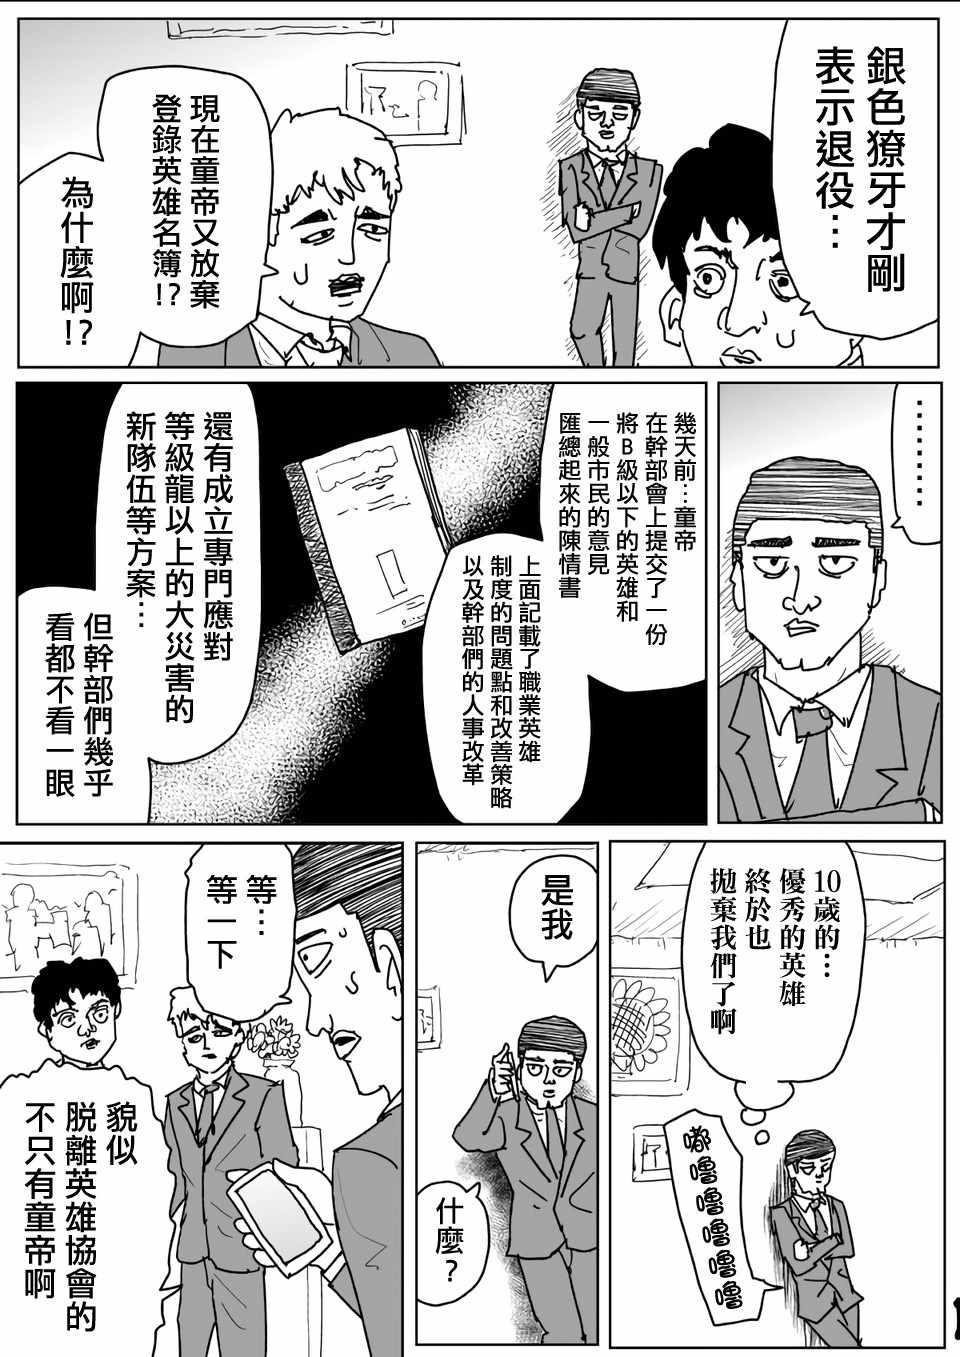 銀色獠牙才剛
表示退役…
現在童帝又放棄
登錄英雄名簿!?
為什麼啊!?
………
幾天前…童帝
在幹部會上提交了一份
將B級以下的英雄和
一般市民的意見
匯總起來的陳情書
上面記載了職業英雄
制度的問題點和改善策略
以及幹部們的人事改革
還有成立專門應對
等級龍以上的大災害的
新隊伍等方案…
但幹部們幾乎
看都不看一眼
10歲的…
優秀的英雄
終於也
拋棄我們了啊
嘟嚕嚕嚕嚕嚕
是我
什麼?
等…
等一下
貌似
脱離英雄協會的
不只有童帝啊